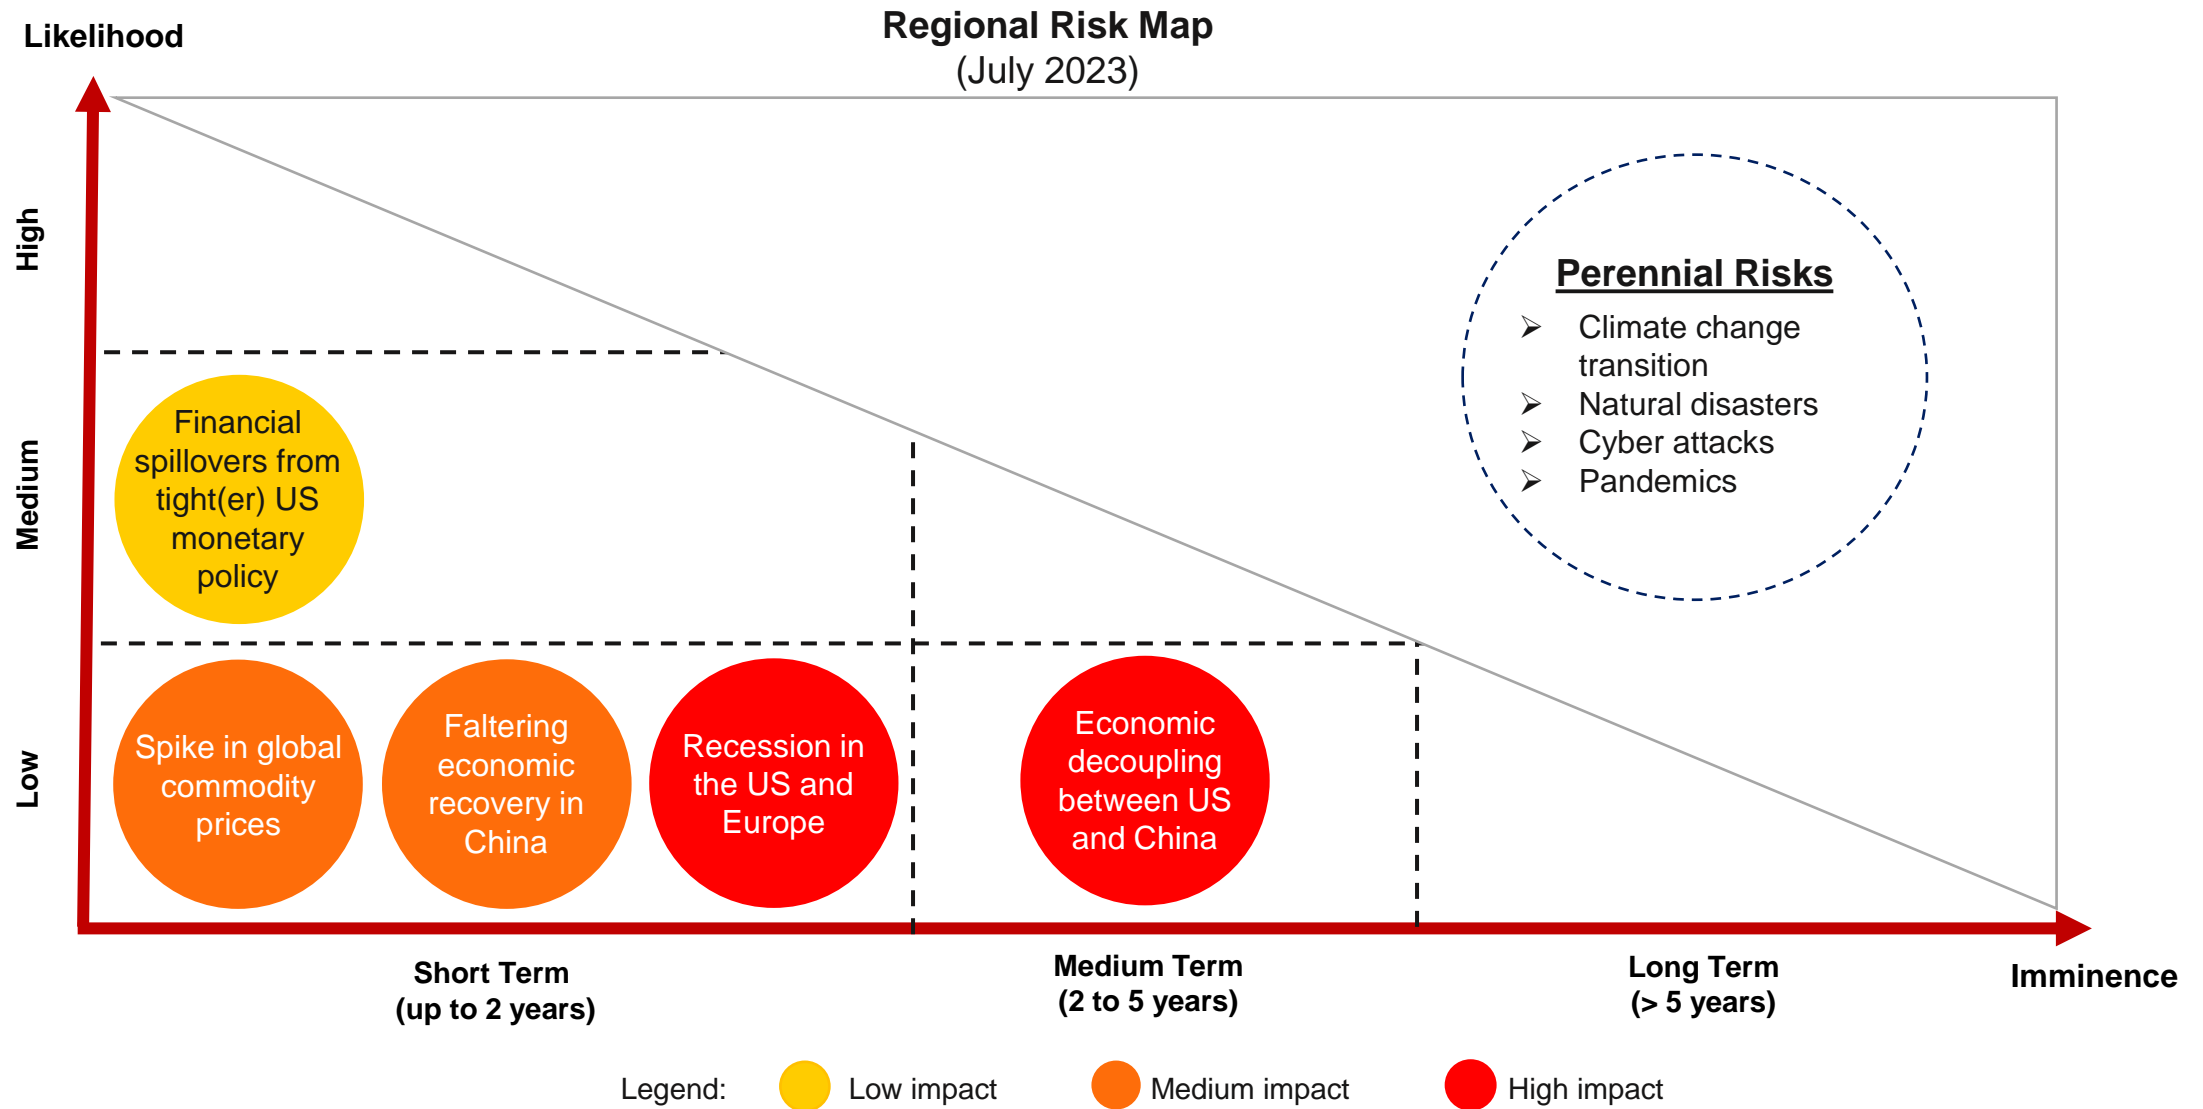 Regional Risk Map
(July 2023)
Likelihood
High
Medium
Low
Perennial Risks
➢ Climate change
transition
➢ Natural disasters
➢ Cyber attacks
➢ Pandemics
Financial
spillovers from
tight(er) US
monetary
policy
Spike in global
commodity
prices
Faltering
economic
recovery in
China
Recession in
the US and
Europe
Economic
decoupling
between US
and China
Short Term
(up to 2 years)
Medium Term
(2 to 5 years)
Long Term
(> 5 years)
Imminence
Legend:
Low impact
Medium impact
High impact